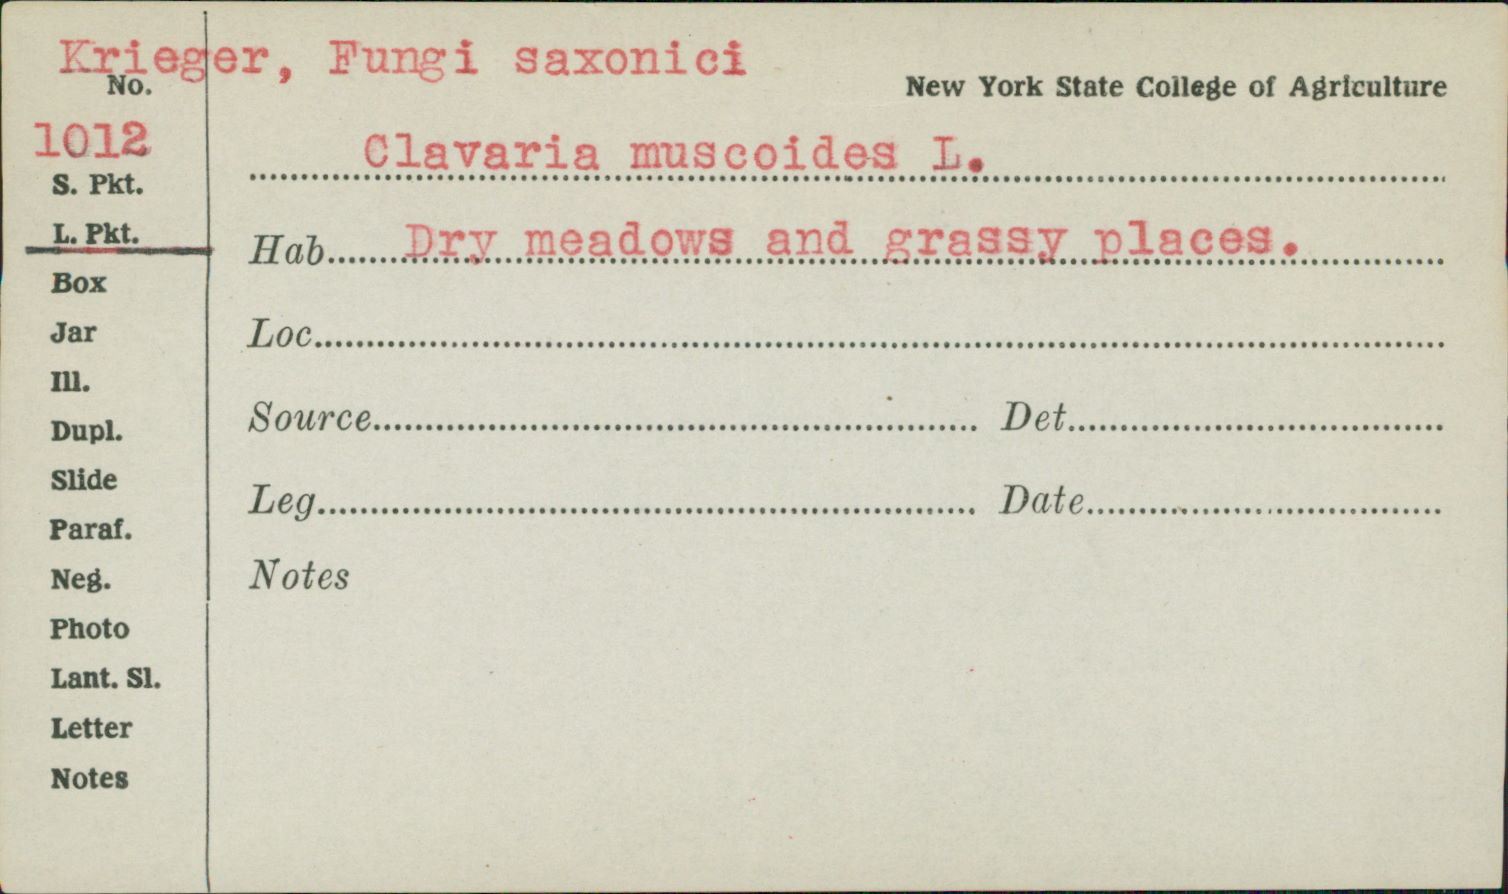 Krieger, Fungi saxonici
No.
New York State College of Agriculture
1012
Clavaria muscoides L.
S. Pkt.
L. Pkt.
Hab. Dry meadows and grassy places.
Box
Jar
Loc.
Ill.
Dupl.
Source Det.
Slide
Leg. Date
Paraf.
Neg.
Notes
Photo
Lant. Sl.
Letter
Notes